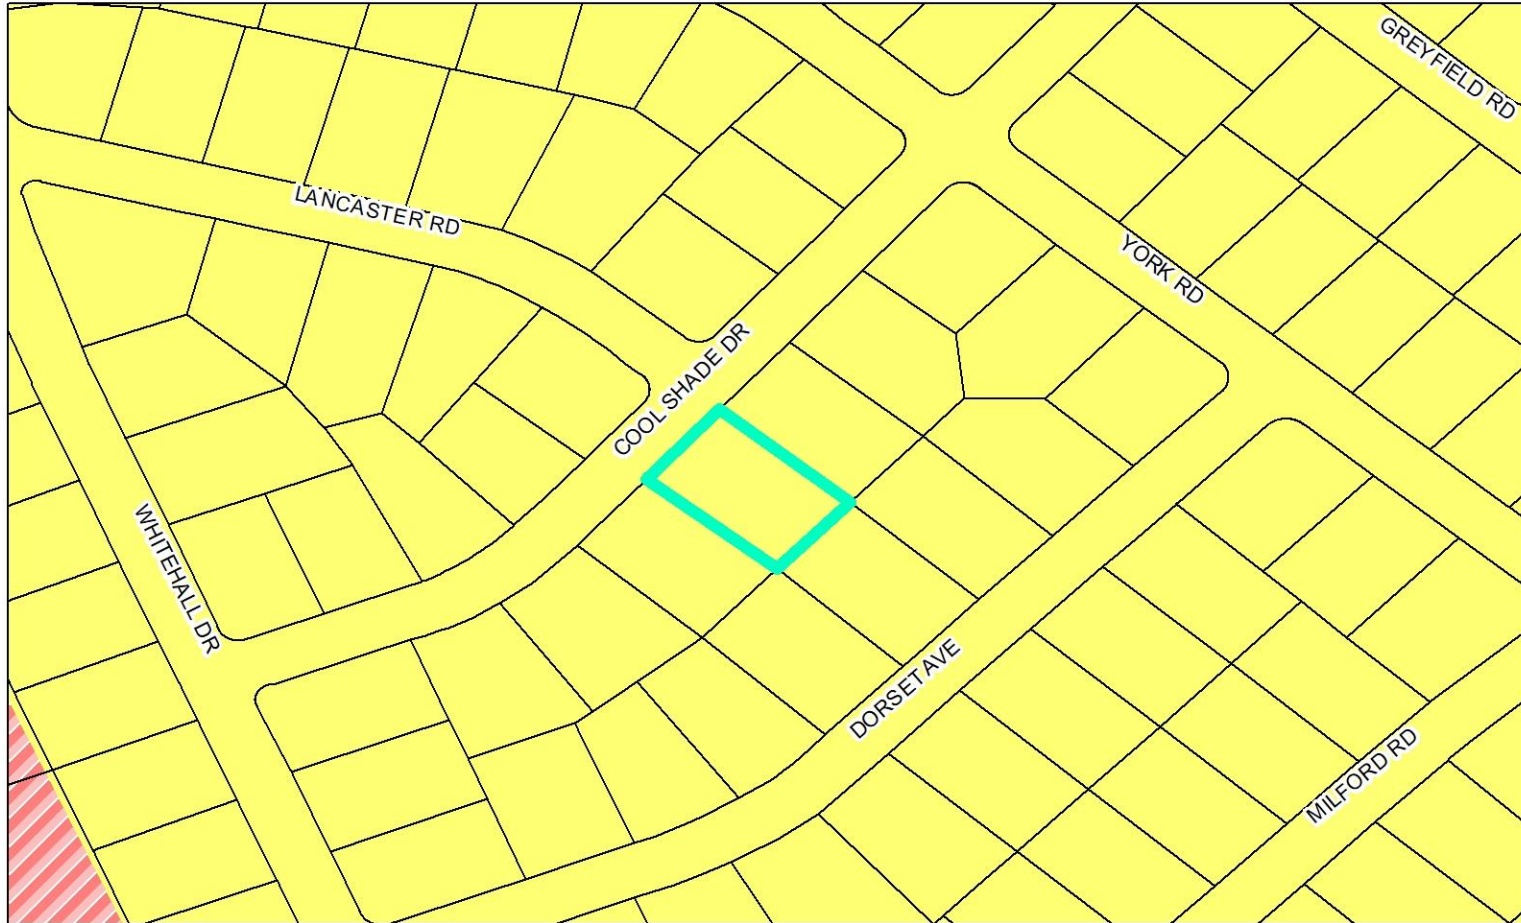 GREYFIELD RD
LANCASTER RD
YORK RD
COOL SHADE DR
WHITEHALL DR
DORSET AVE
MILFORD RD